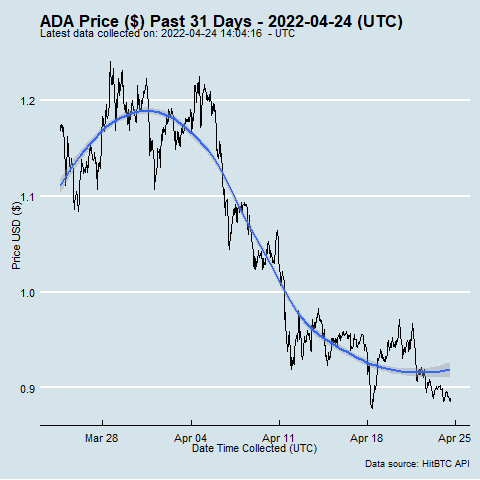 ADA Price ($) Past 31 Days - 2022-04-24 (UTC)
Latest data collected on: 2022-04-24 14:04:16 - UTC
Price USD ($)
1.2
1.1
1.0
0.9
Mar 28
Apr 04
Apr 11
Apr 18
Apr 25
Date Time Collected (UTC)
Data source: HitBTC API